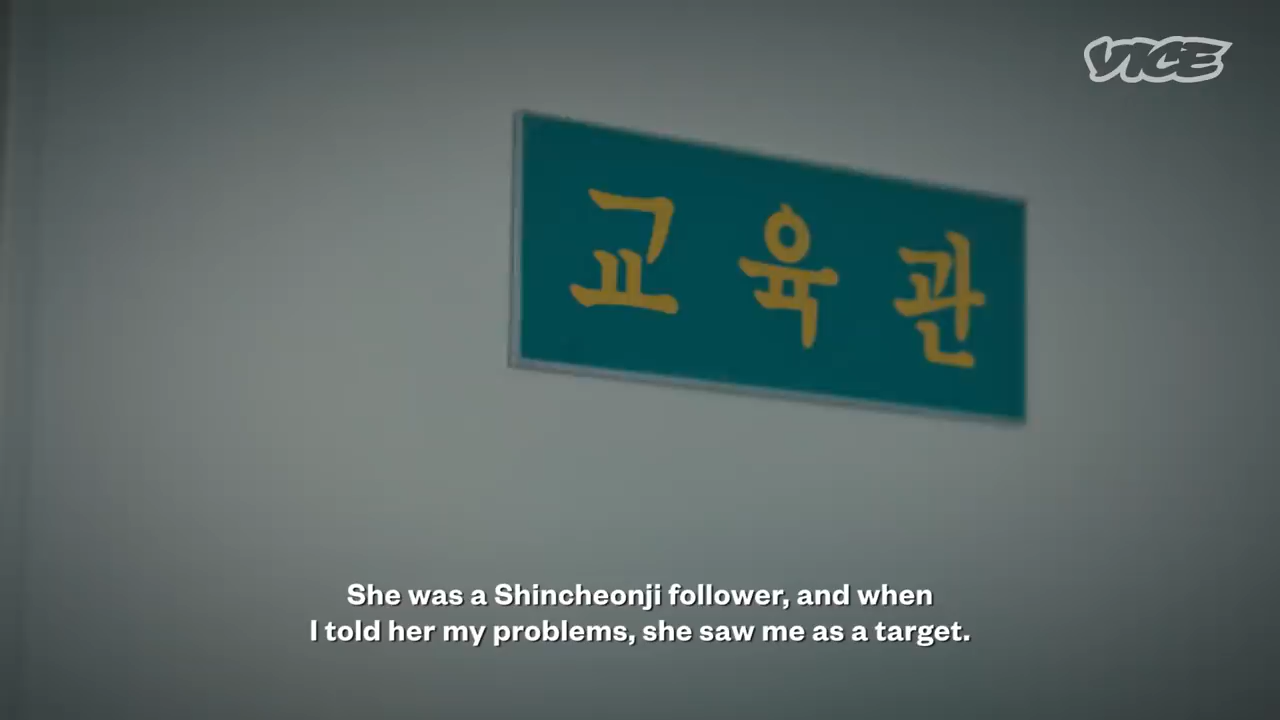 VICE
교육관
She was a Shincheonji follower, and when
I told her my problems, she saw me as a target.